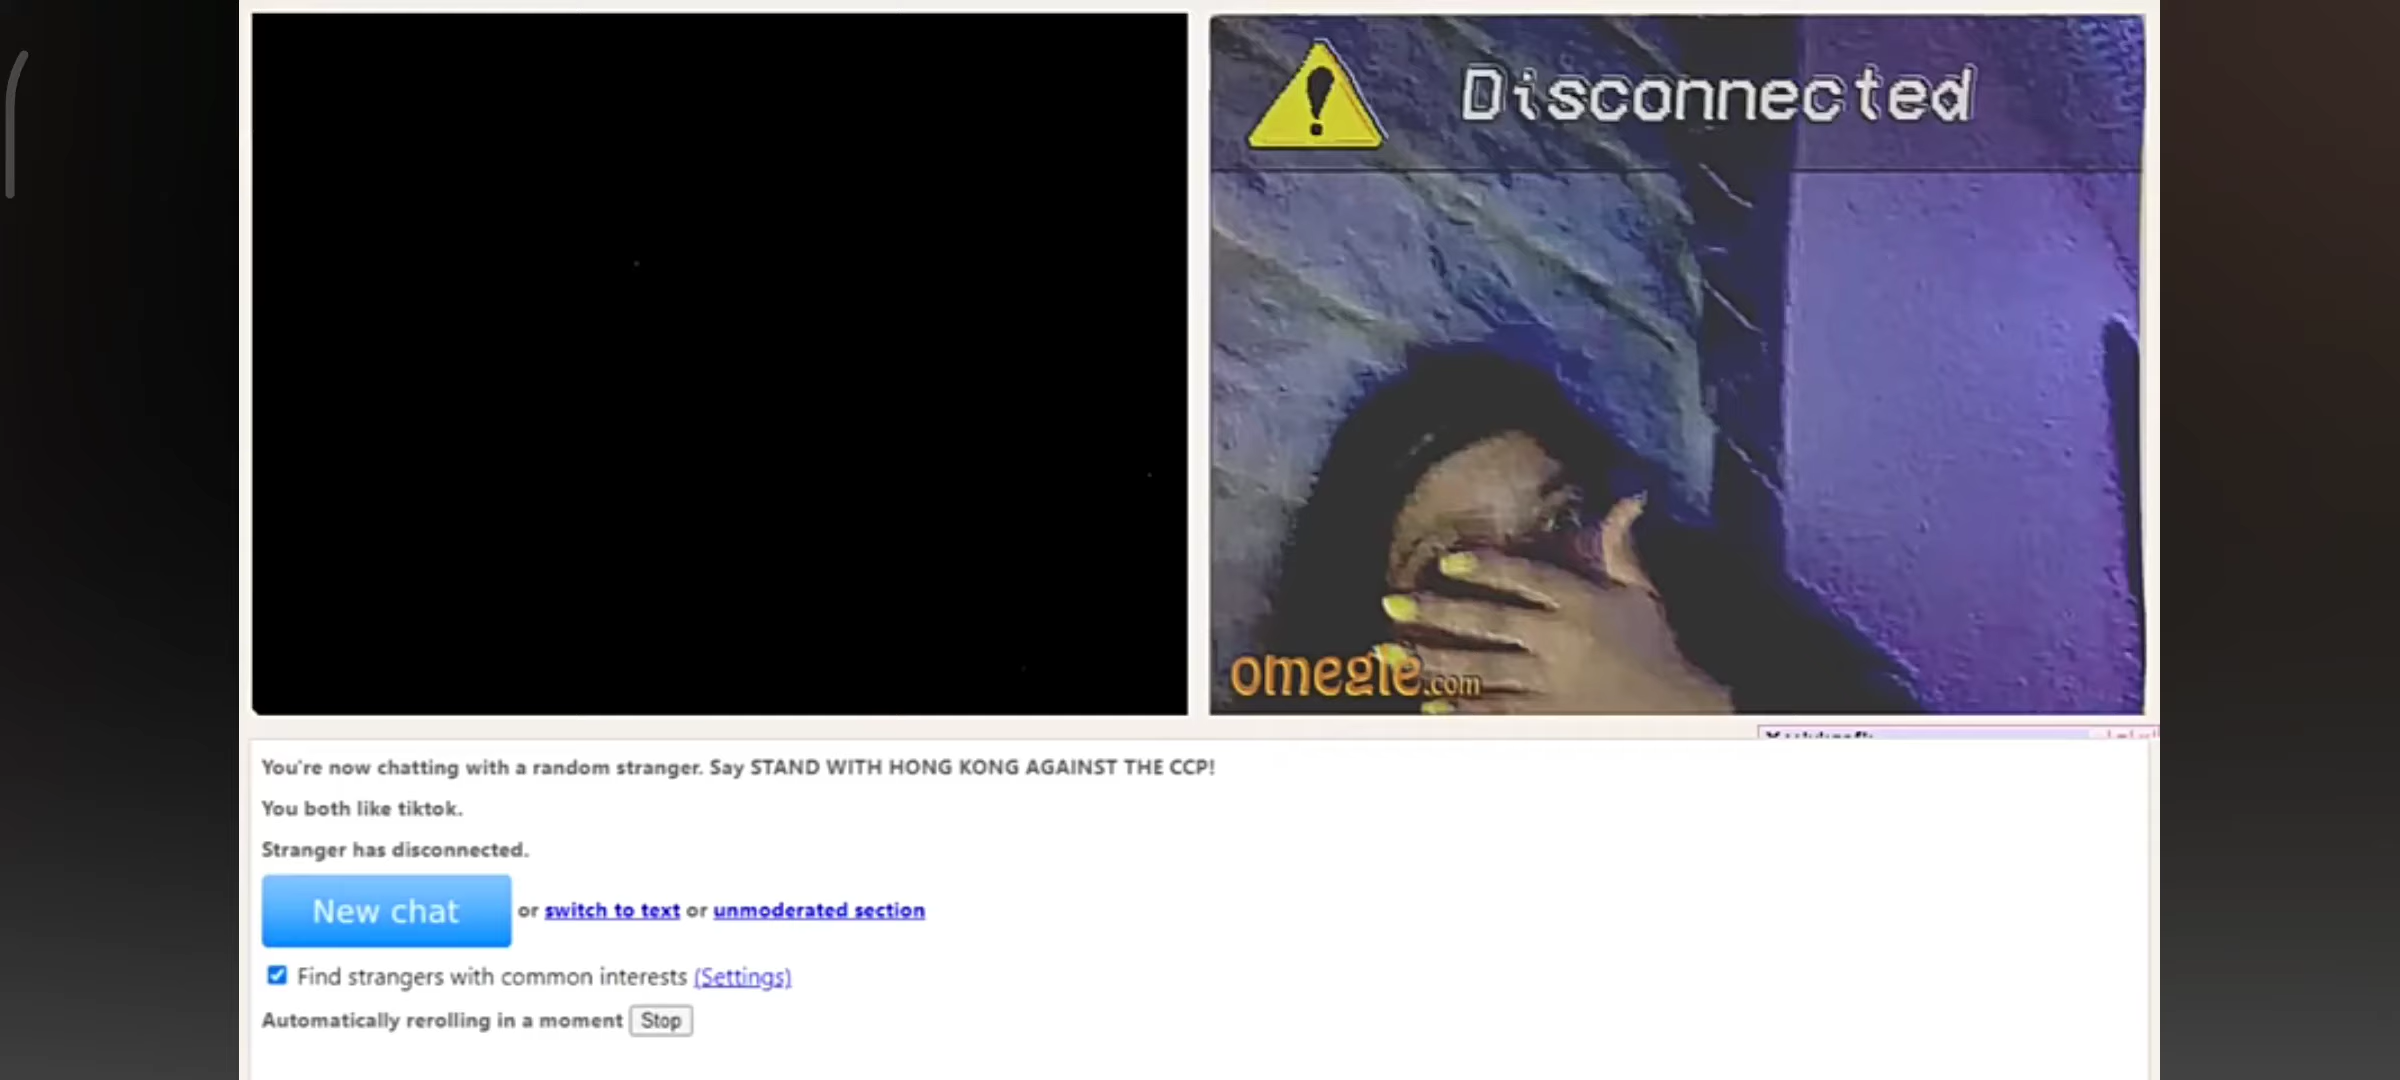 Disconnected
omegle.com
You're now chatting with a random stranger. Say STAND WITH HONG KONG AGAINST THE CCP!
You both like tiktok.
Stranger has disconnected.
New chat or switch to text or unmoderated section
Find strangers with common interests (Settings)
Automatically rerolling in a moment Stop